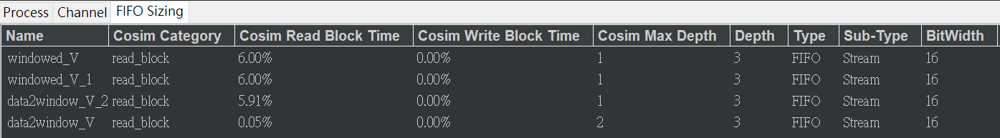 Process Channel FIFO Sizing
Name Cosim Category Cosim Read Block Time Cosim Write Block Time Cosim Max Depth Depth Type Sub-Type BitWidth
windowed_V read_block 6.00% 0.00% 1 3 FIFO Stream 16
windowed_V_1 read_block 6.00% 0.00% 1 3 FIFO Stream 16
data2window_V_2 read_block 5.91% 0.00% 1 3 FIFO Stream 16
data2window_V read_block 0.05% 0.00% 2 3 FIFO Stream 16